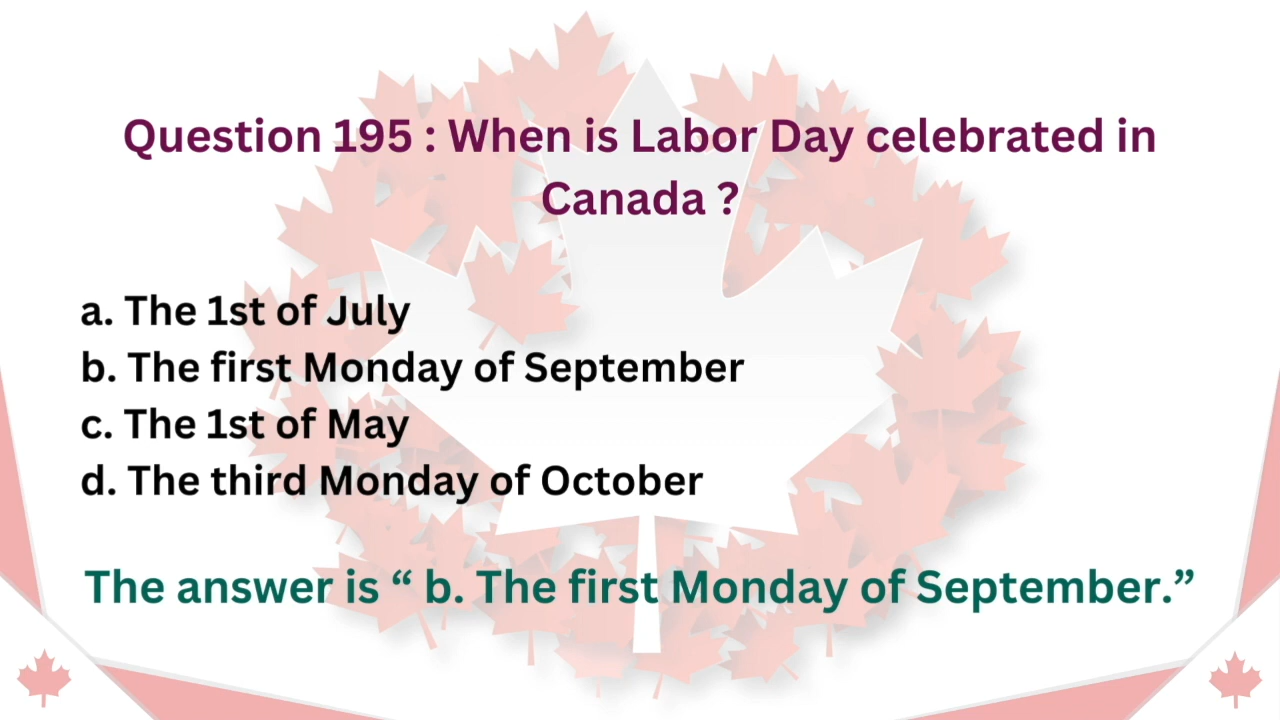 Question 195 : When is Labor Day celebrated in
Canada ?
a. The 1st of July
b. The first Monday of September
c. The 1st of May
d. The third Monday of October
The answer is “ b. The first Monday of September.”